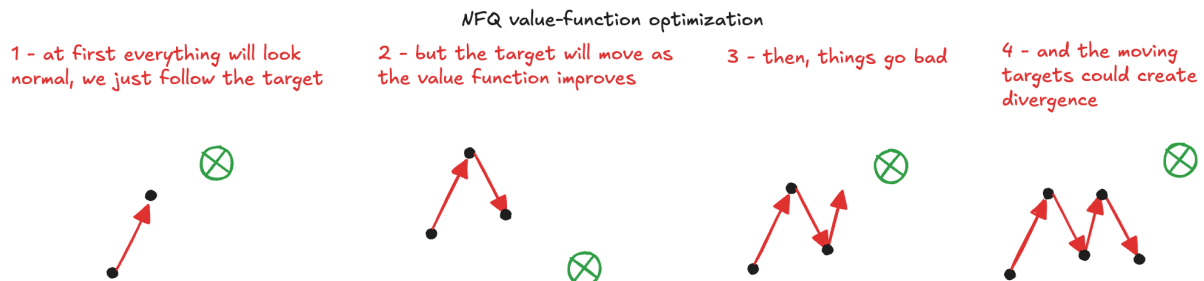 NFQ value-function optimization
1 - at first everything will look
normal, we just follow the target
2 - but the target will move as
the value function improves
3 - then, things go bad
4 - and the moving
targets could create
divergence